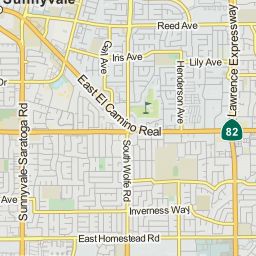 Sunnyvale
Reed Ave
Iris Ave
Gail Ave
Lily Ave
Dr
East El Camino Real
Henderson Ave
Lawrence Expressway
82
Sunnyvale-Saratoga Rd
South Wolfe Rd
Inverness Way
East Homestead Rd